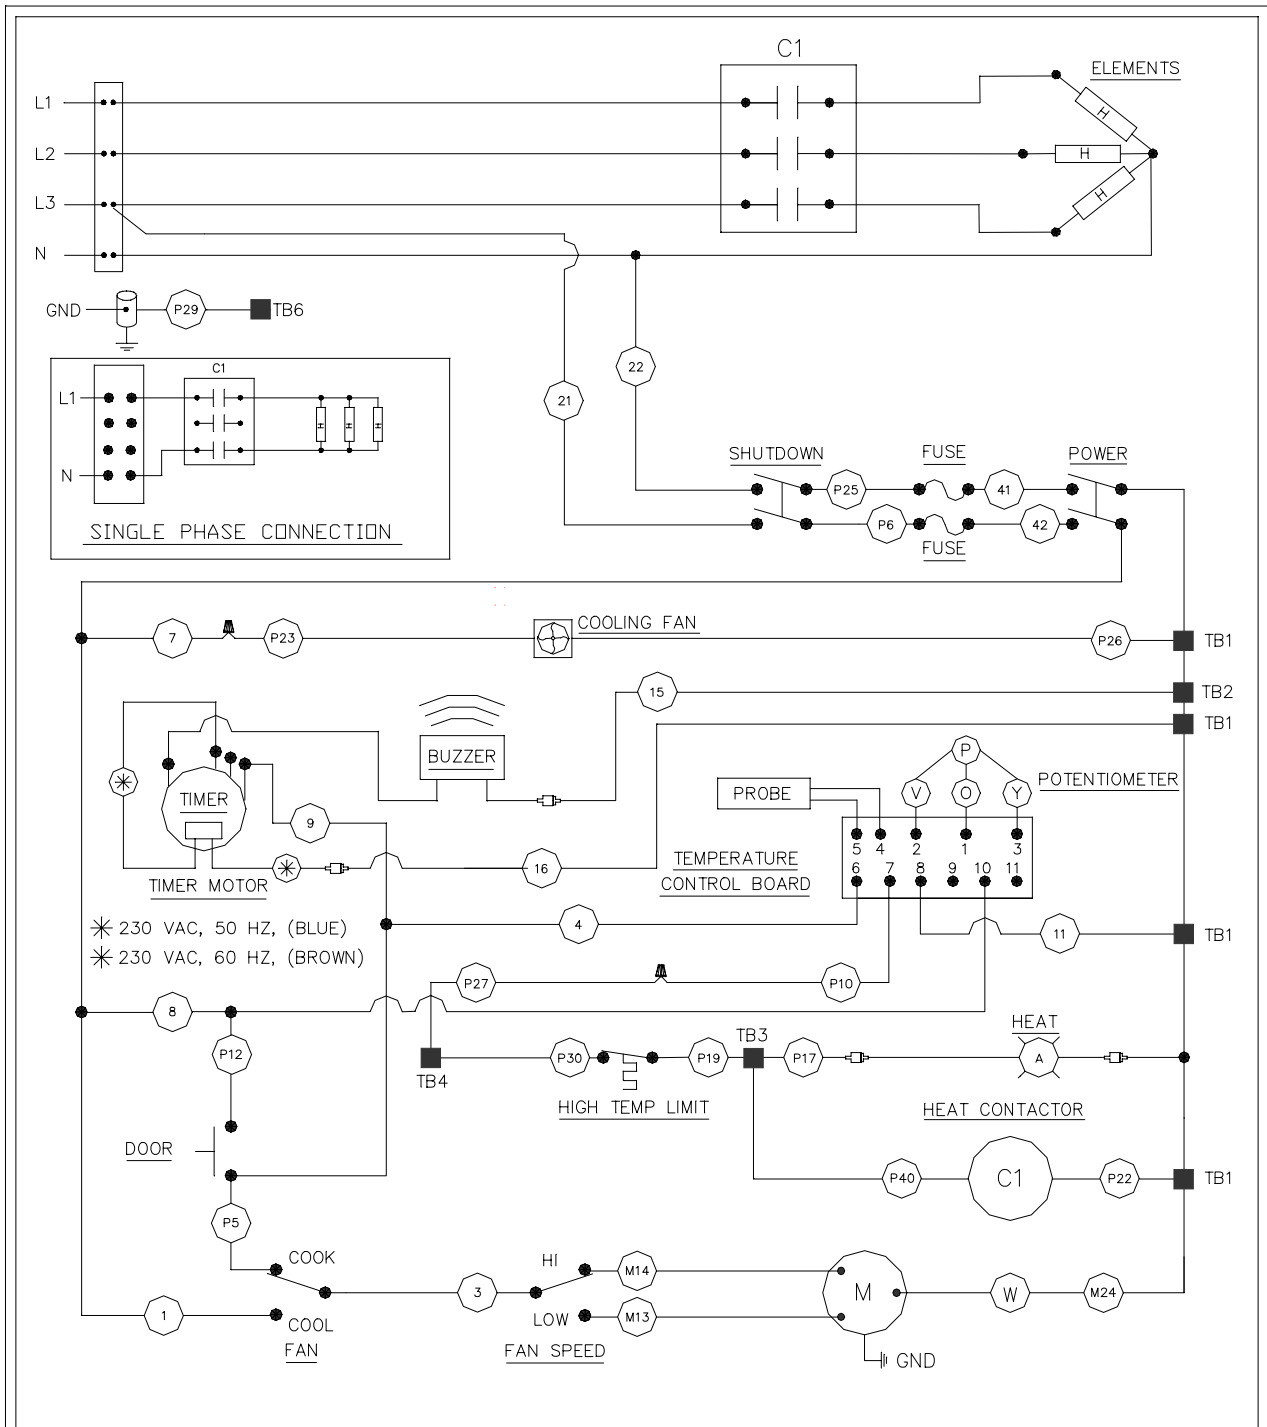 C1
ELEMENTS
L1
H
L2
H
L3
H
N
GND
P29
TB6
C1
22
L1
H H H
21
N
SHUTDOWN
FUSE
POWER
P25
41
SINGLE PHASE CONNECTION
P6
42
FUSE
COOLING FAN
7
P23
P26
TB1
15
TB2
TB1
BUZZER
P
POTENTIOMETER
PROBE
V
O
Y
TIMER
9
5 4 2 1 3
TEMPERATURE
CONTROL BOARD
6 7 8 9 10 11
16
TIMER MOTOR
230 VAC, 50 HZ, (BLUE)
4
11
TB1
230 VAC, 60 HZ, (BROWN)
P27
P10
8
HEAT
P12
TB3
P30
P19
P17
A
TB4
HIGH TEMP LIMIT
HEAT CONTACTOR
DOOR
P40
C1
P22
TB1
P5
COOK
HI
M14
3
M
W
M24
1
COOL
LOW
M13
FAN
FAN SPEED
GND